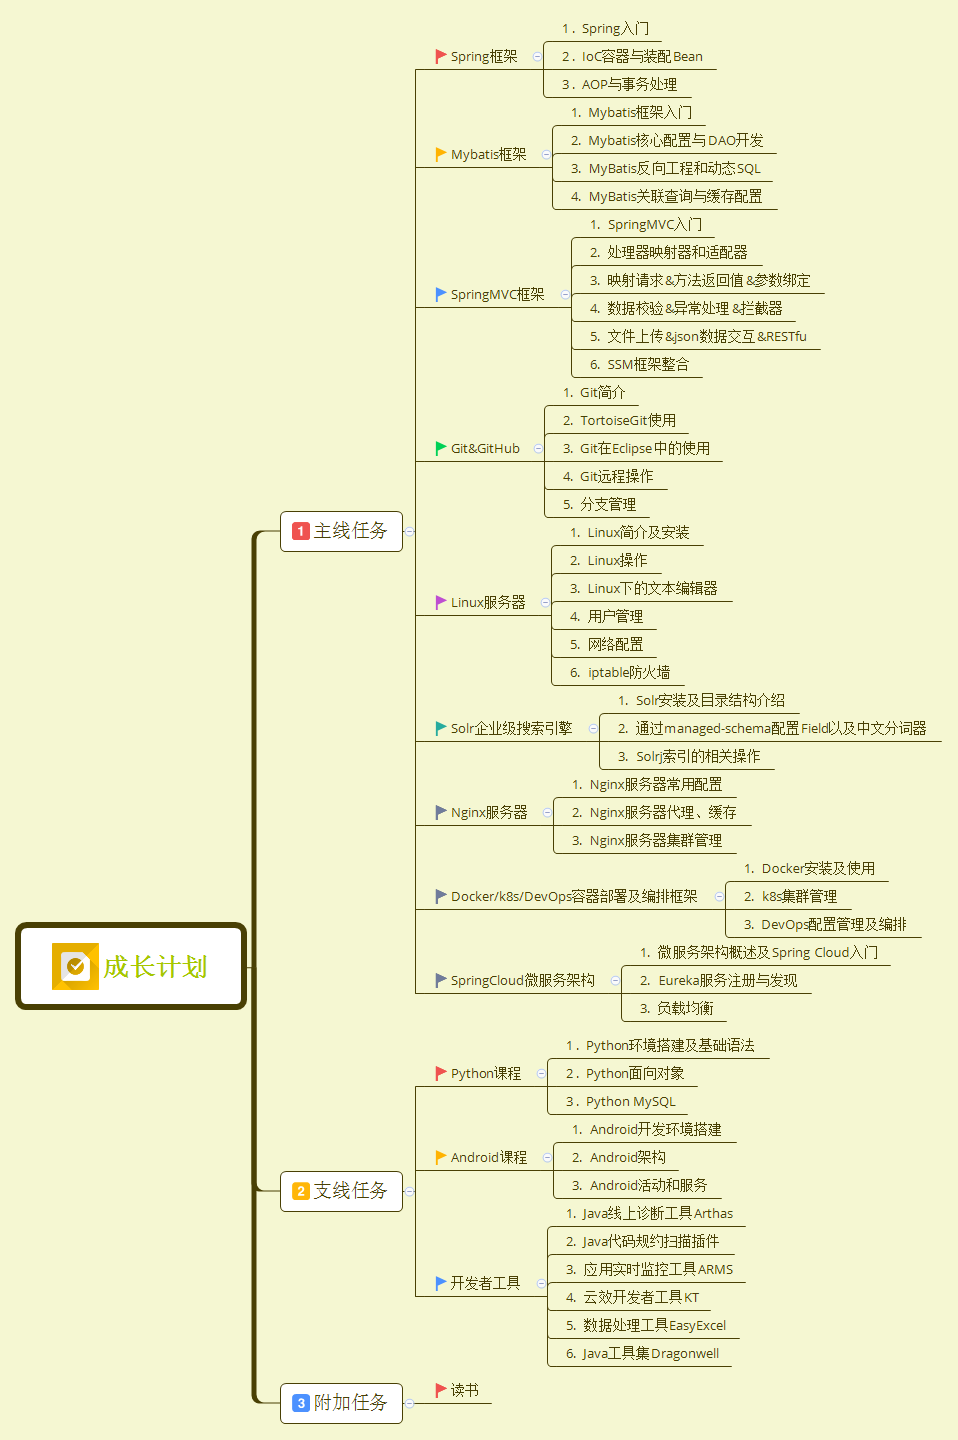 成长计划
1 主线任务
Spring框架
1. Spring入门
2. IoC容器与装配Bean
3. AOP与事务处理
Mybatis框架
1. Mybatis框架入门
2. Mybatis核心配置与DAO开发
3. MyBatis反向工程和动态SQL
4. MyBatis关联查询与缓存配置
SpringMVC框架
1. SpringMVC入门
2. 处理器映射器和适配器
3. 映射请求&方法返回值&参数绑定
4. 数据校验&异常处理&拦截器
5. 文件上传&json数据交互&RESTfu
6. SSM框架整合
Git&GitHub
1. Git简介
2. TortoiseGit使用
3. Git在Eclipse中的使用
4. Git远程操作
5. 分支管理
Linux服务器
1. Linux简介及安装
2. Linux操作
3. Linux下的文本编辑器
4. 用户管理
5. 网络配置
6. iptable防火墙
Solr企业级搜索引擎
1. Solr安装及目录结构介绍
2. 通过managed-schema配置Field以及中文分词器
3. Solrj索引的相关操作
Nginx服务器
1. Nginx服务器常用配置
2. Nginx服务器代理、缓存
3. Nginx服务器集群管理
Docker/k8s/DevOps容器部署及编排框架
1. Docker安装及使用
2. k8s集群管理
3. DevOps配置管理及编排
SpringCloud微服务架构
1. 微服务架构概述及Spring Cloud入门
2. Eureka服务注册与发现
3. 负载均衡
2 支线任务
Python课程
1. Python环境搭建及基础语法
2. Python面向对象
3. Python MySQL
Android课程
1. Android开发环境搭建
2. Android架构
3. Android活动和服务
开发者工具
1. Java线上诊断工具Arthas
2. Java代码规约扫描插件
3. 应用实时监控工具ARMS
4. 云效开发者工具KT
5. 数据处理工具EasyExcel
6. Java工具集Dragonwell
3 附加任务
读书